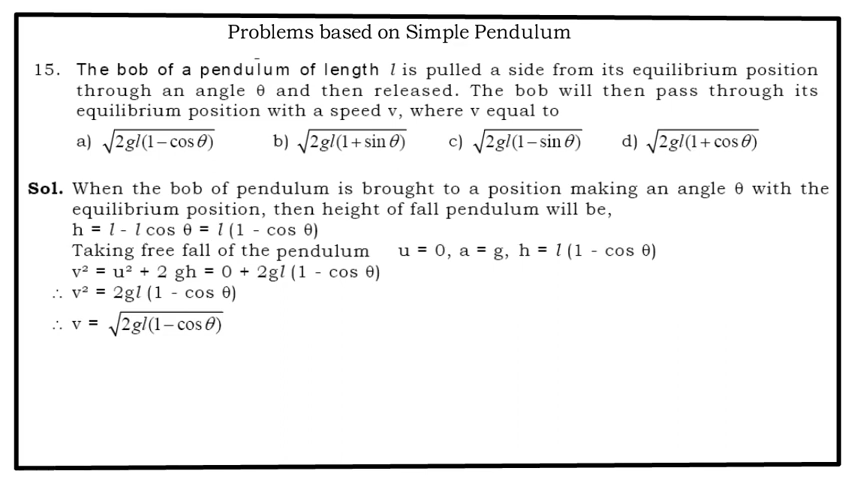 Problems based on Simple Pendulum
15. The bob of a pendulum of length l is pulled a side from its equilibrium position
through an angle θ and then released. The bob will then pass through its
equilibrium position with a speed v, where v equal to
a) √2gl(1−cosθ) b) √2gl(1+sinθ) c) √2gl(1−sinθ) d) √2gl(1+cosθ)
Sol. When the bob of pendulum is brought to a position making an angle θ with the
equilibrium position, then height of fall pendulum will be,
h = l - l cos θ = l (1 - cos θ)
Taking free fall of the pendulum u = 0, a = g, h = l (1 - cos θ)
v² = u² + 2 gh = 0 + 2gl (1 - cos θ)
∴ v² = 2gl (1 - cos θ)
∴ v = √2gl(1−cosθ)